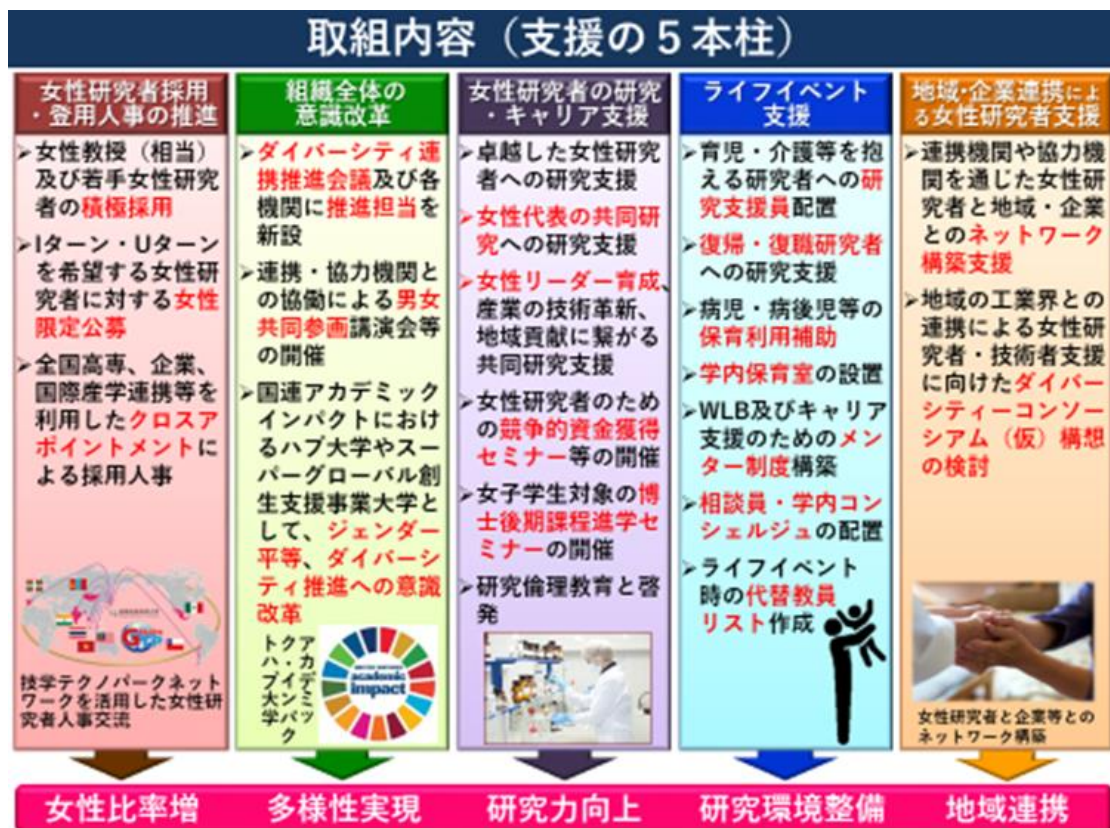 取組内容（支援の５本柱）
女性研究者採用
・登用人事の推進
➢女性教授（相当）
及び若手女性研究
者の積極採用
➢Iターン・Uターン
を希望する女性研
究者に対する女性
限定公募
➢全国高専、企業、
国際産学連携等を
利用したクロスア
ポイントメントに
よる採用人事
技学テクノパークネット
ワークを活用した女性研
究者人事交流
女性比率増
組織全体の
意識改革
➢ダイバーシティ連
携推進会議及び各
機関に推進担当を
新設
➢連携・協力機関と
の協働による男女
共同参画講演会等
の開催
➢国連アカデミック
インパクトにおけ
るハブ大学やスー
パーグローバル創
生支援事業大学と
して、ジェンダー
平等、ダイバーシ
ティ推進への意識
改革
アカデミック
・インパク
トハブ大学
academic
impact
多様性実現
女性研究者の研究
・キャリア支援
➢卓越した女性研究
者への研究支援
➢女性代表の共同研
究への研究支援
➢女性リーダー育成、
産業の技術革新、
地域貢献に繋がる
共同研究支援
➢女性研究者のため
の競争的資金獲得
セミナー等の開催
➢女子学生対象の博
士後期課程進学セ
ミナーの開催
➢研究倫理教育と啓
発
研究力向上
ライフイベント
支援
➢育児・介護等を抱
える研究者への研
究支援員配置
➢復帰・復職研究者
への研究支援
➢病児・病後児等の
保育利用補助
➢学内保育室の設置
➢WLB及びキャリア
支援のためのメン
ター制度構築
➢相談員・学内コン
シェルジュの配置
➢ライフイベント
時の代替教員
リスト作成
研究環境整備
地域・企業連携によ
る女性研究者支援
➢連携機関や協力機
関を通じた女性研
究者と地域・企業
とのネットワーク
構築支援
➢地域の工業界との
連携による女性研
究者・技術者支援
に向けたダイバー
シティーコンソー
シアム（仮）構想
の検討
女性研究者と企業等との
ネットワーク構築
地域連携